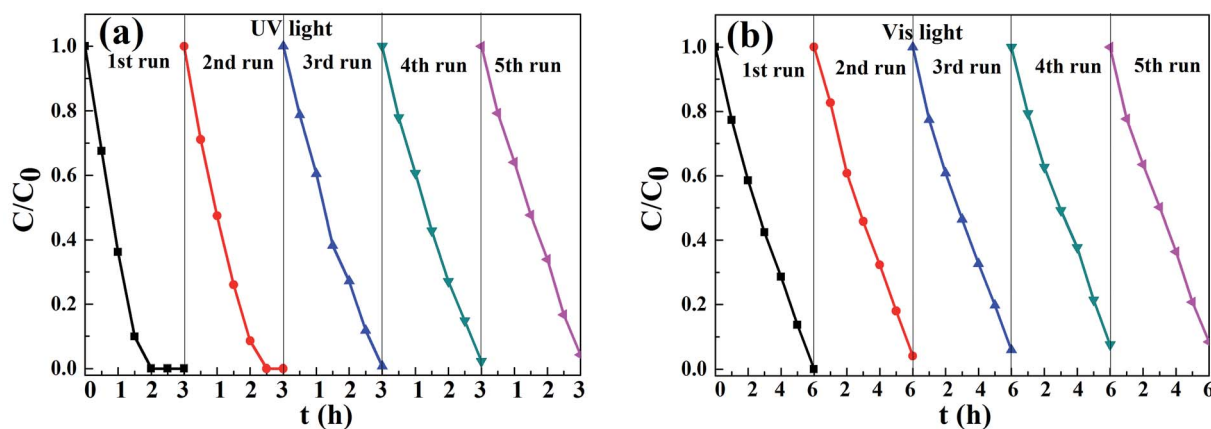 (a) UV light
1st run 2nd run 3rd run 4th run 5th run
C/C0
1.0
0.8
0.6
0.4
0.2
0.0
0 1 2 3 1 2 3 1 2 3 1 2 3 1 2 3
t (h)
(b) Vis light
1st run 2nd run 3rd run 4th run 5th run
C/C0
1.0
0.8
0.6
0.4
0.2
0.0
0 2 4 6 2 4 6 2 4 6 2 4 6 2 4 6
t (h)